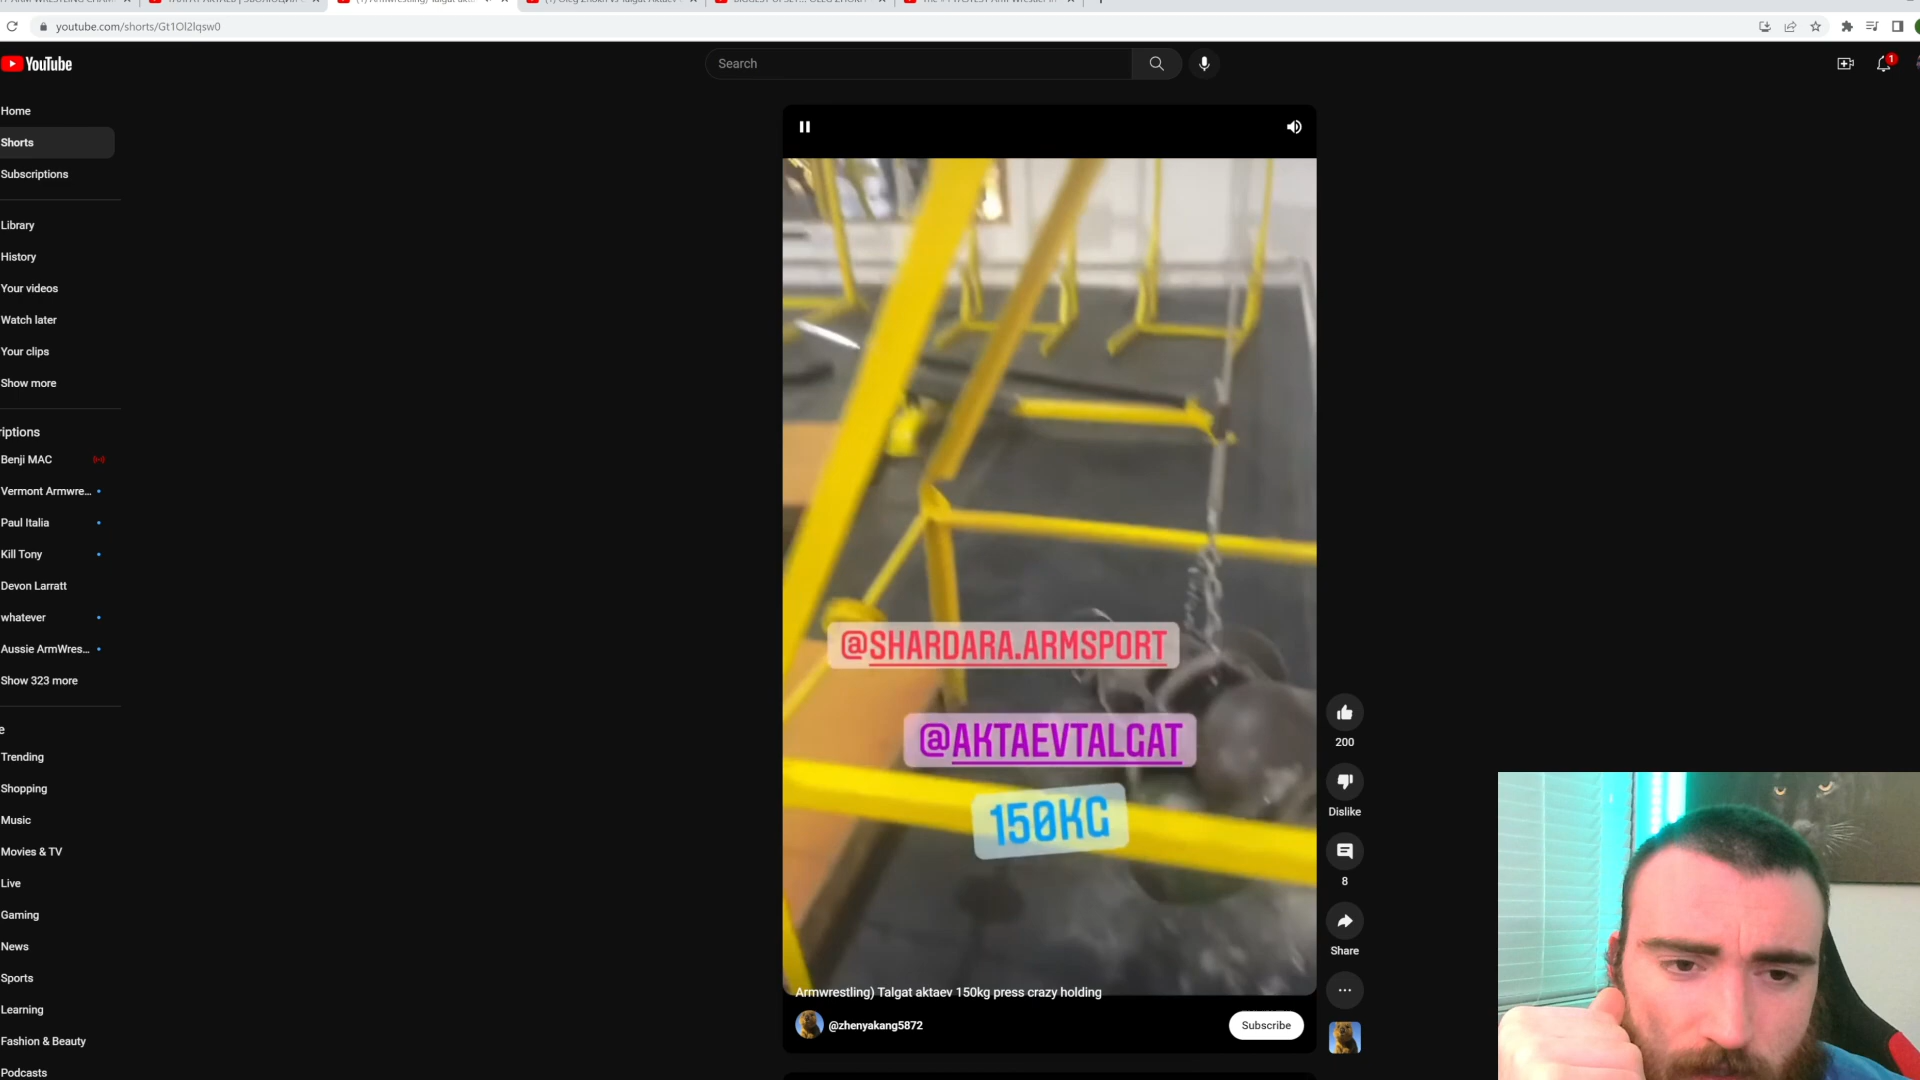 youtube.com/shorts/Gt1Ol2lqsw0
YouTube
Search
1
Home
Shorts
Subscriptions
Library
History
Your videos
Watch later
Your clips
Show more
riptions
Benji MAC
Vermont Armwre...
Paul Italia
Kill Tony
Devon Larratt
whatever
Aussie ArmWres...
Show 323 more
e
Trending
Shopping
Music
Movies & TV
Live
Gaming
News
Sports
Learning
Fashion & Beauty
Podcasts
@SHARDARA.ARMSPORT
@AKTAEVTALGAT
150KG
Armwrestling) Talgat aktaev 150kg press crazy holding
@zhenyakang5872
Subscribe
200
Dislike
8
Share